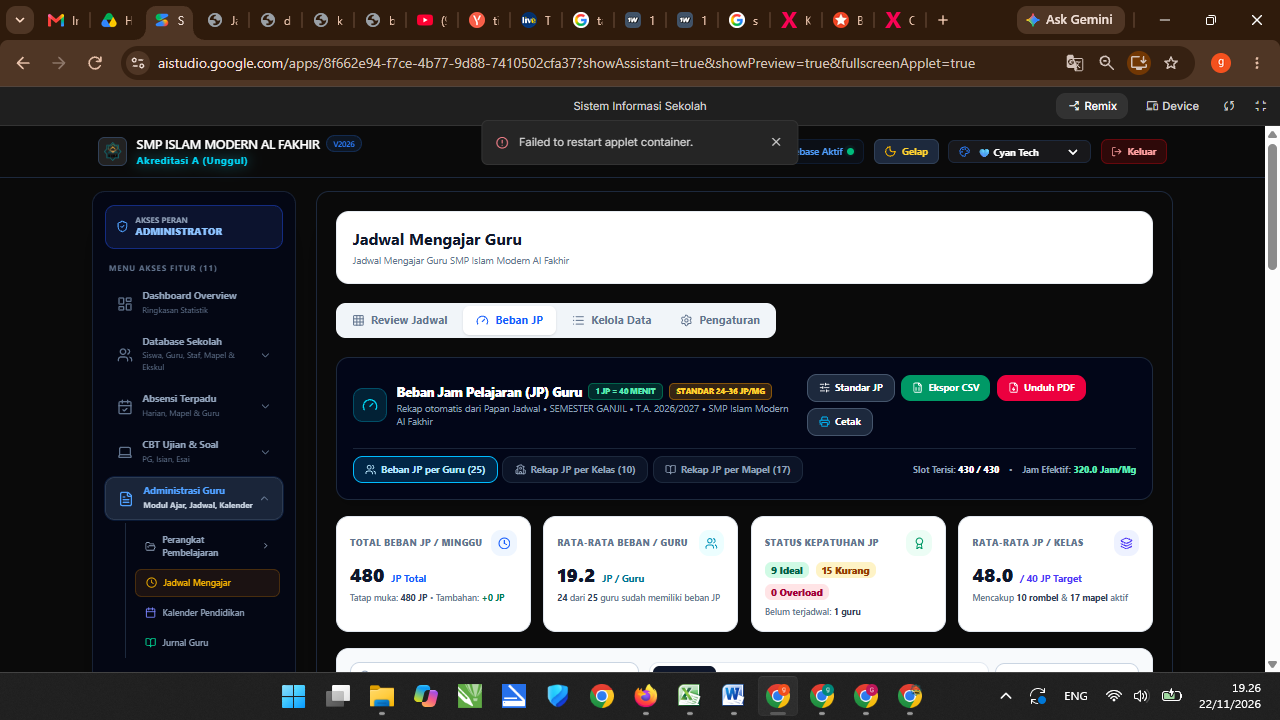 Ask Gemini
aistudio.google.com/apps/8f662e94-f7ce-4b77-9d88-7410502cfa37?showAssistant=true&showPreview=true&fullscreenApplet=true
Sistem Informasi Sekolah
Remix
Device
SMP ISLAM MODERN AL FAKHIR
V2026
Akreditasi A (Unggul)
Failed to restart applet container.
base Aktif
Gelap
Cyan Tech
Keluar
AKSES PERAN
ADMINISTRATOR
MENU AKSES FITUR (11)
Dashboard Overview
Ringkasan Statistik
Database Sekolah
Siswa, Guru, Staf, Mapel &
Ekskul
Absensi Terpadu
Harian, Mapel & Guru
CBT Ujian & Soal
PG, Isian, Esai
Administrasi Guru
Modul Ajar, Jadwal, Kalender
Perangkat
Pembelajaran
Jadwal Mengajar
Kalender Pendidikan
Jurnal Guru
Jadwal Mengajar Guru
Jadwal Mengajar Guru SMP Islam Modern Al Fakhir
Review Jadwal
Beban JP
Kelola Data
Pengaturan
Beban Jam Pelajaran (JP) Guru
1 JP = 40 MENIT
STANDAR 24-36 JP/MG
Rekap otomatis dari Papan Jadwal • SEMESTER GANJIL • T.A. 2026/2027 • SMP Islam Modern
Al Fakhir
Standar JP
Ekspor CSV
Unduh PDF
Cetak
Beban JP per Guru (25)
Rekap JP per Kelas (10)
Rekap JP per Mapel (17)
Slot Terisi: 430 / 430 • Jam Efektif: 320.0 Jam/Mg
TOTAL BEBAN JP / MINGGU
480 JP Total
Tatap muka: 480 JP • Tambahan: +0 JP
RATA-RATA BEBAN / GURU
19.2 JP / Guru
24 dari 25 guru sudah memiliki beban JP
STATUS KEPATUHAN JP
9 Ideal
15 Kurang
0 Overload
Belum terjadwal: 1 guru
RATA-RATA JP / KELAS
48.0 / 40 JP Target
Mencakup 10 rombel & 17 mapel aktif
ENG
19.26
22/11/2026